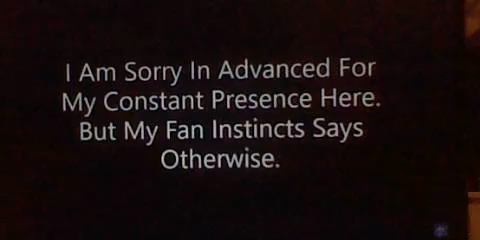 I Am Sorry In Advanced For
My Constant Presence Here.
But My Fan Instincts Says
Otherwise.